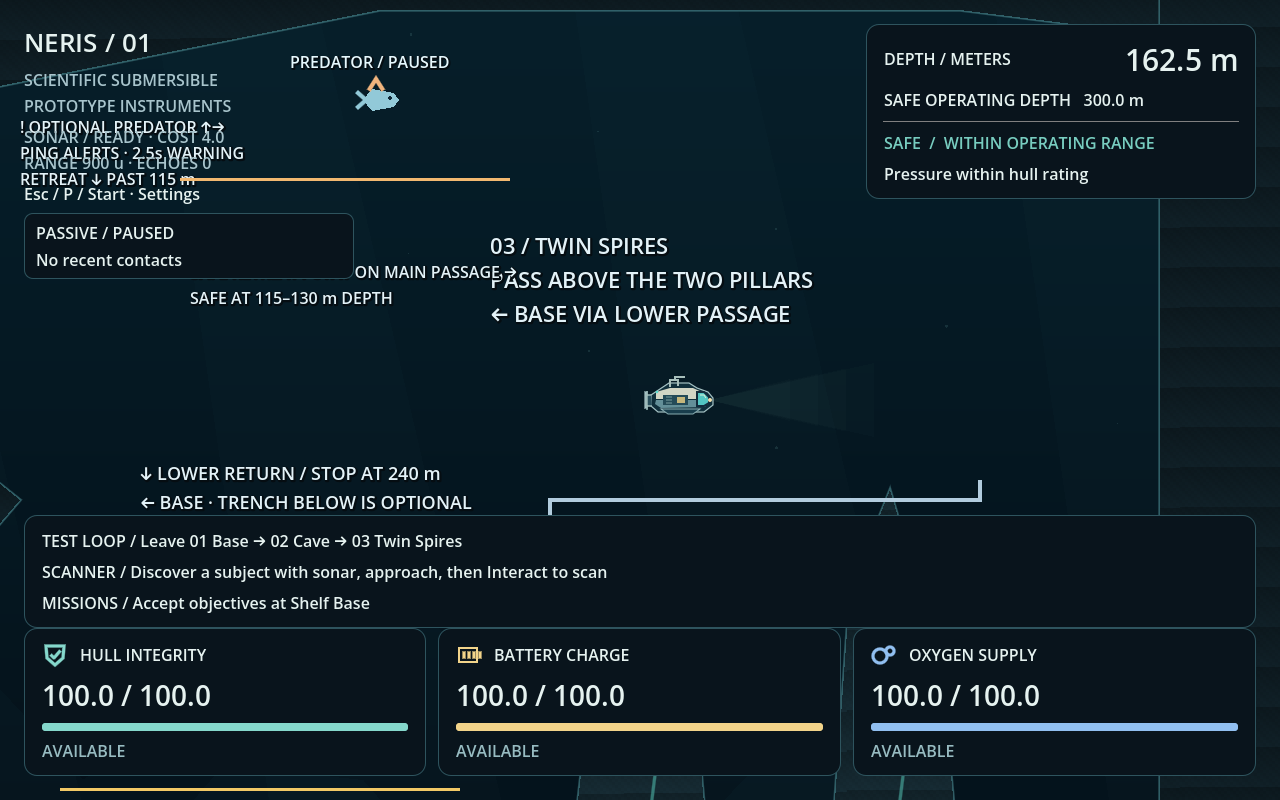 NERIS / 01
SCIENTIFIC SUBMERSIBLE
PROTOTYPE INSTRUMENTS
! OPTIONAL PREDATOR ↑→
SONAR / READY · COST 4.0
PING ALERTS · 2.5s WARNING
RANGE 900 u · ECHOES 0
RETREAT ↓ PAST 115 m
Esc / P / Start · Settings
PASSIVE / PAUSED
No recent contacts
PREDATOR / PAUSED
DEPTH / METERS 162.5 m
SAFE OPERATING DEPTH 300.0 m
SAFE / WITHIN OPERATING RANGE
Pressure within hull rating
ON MAIN PASSAGE →
SAFE AT 115–130 m DEPTH
03 / TWIN SPIRES
PASS ABOVE THE TWO PILLARS
← BASE VIA LOWER PASSAGE
↓ LOWER RETURN / STOP AT 240 m
← BASE · TRENCH BELOW IS OPTIONAL
TEST LOOP / Leave 01 Base → 02 Cave → 03 Twin Spires
SCANNER / Discover a subject with sonar, approach, then Interact to scan
MISSIONS / Accept objectives at Shelf Base
HULL INTEGRITY
100.0 / 100.0
AVAILABLE
BATTERY CHARGE
100.0 / 100.0
AVAILABLE
OXYGEN SUPPLY
100.0 / 100.0
AVAILABLE